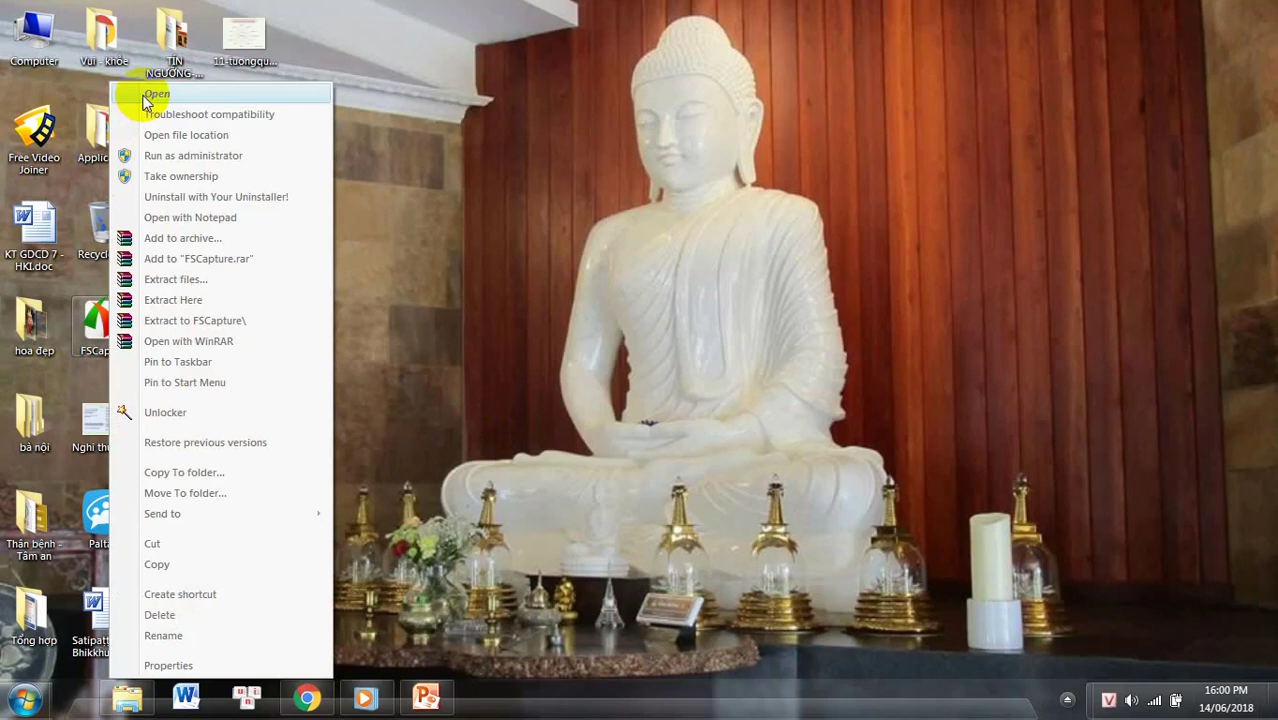 Computer
Vui - khỏe
TÍN
NGƯỠNG-...
11-tuongqu...
Free Video
Joiner
Applic
KT GDCD 7 -
HKI.doc
Recycl
hoa đẹp
FSCap
bà nội
Nghi thứ
Thần bệnh -
Tâm an
Palta
Tổng hợp
Satipatt
Bhikkhu
Open
Troubleshoot compatibility
Open file location
Run as administrator
Take ownership
Uninstall with Your Uninstaller!
Open with Notepad
Add to archive...
Add to "FSCapture.rar"
Extract files...
Extract Here
Extract to FSCapture\
Open with WinRAR
Pin to Taskbar
Pin to Start Menu
Unlocker
Restore previous versions
Copy To folder...
Move To folder...
Send to
Cut
Copy
Create shortcut
Delete
Rename
Properties
16:00 PM
14/06/2018